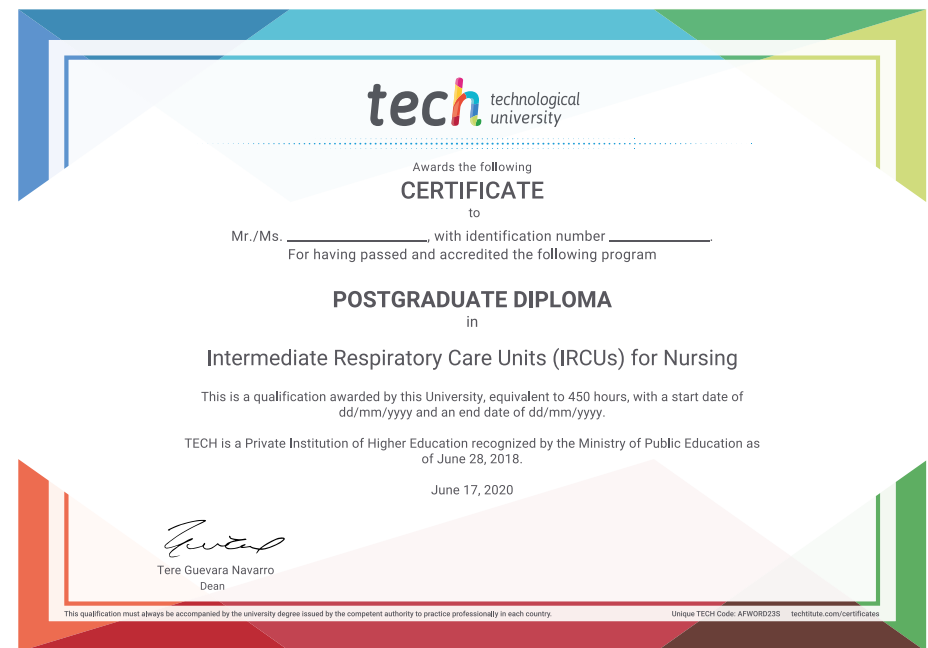 tech technological
university
Awards the following
CERTIFICATE
to
Mr./Ms. ____________, with identification number ____________.
For having passed and accredited the following program
POSTGRADUATE DIPLOMA
in
Intermediate Respiratory Care Units (IRCUs) for Nursing
This is a qualification awarded by this University, equivalent to 450 hours, with a start date of
dd/mm/yyyy and an end date of dd/mm/yyyy.
TECH is a Private Institution of Higher Education recognized by the Ministry of Public Education as
of June 28, 2018.
June 17, 2020
Tere Guevara Navarro
Dean
This qualification must always be accompanied by the university degree issued by the competent authority to practice professionally in each country. Unique TECH Code: AFWORD23S techtitute.com/certificates